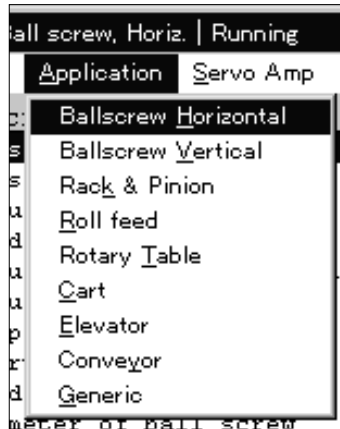 all screw, Horiz. | Running
Application Servo Amp
Ballscrew Horizontal
Ballscrew Vertical
Rack & Pinion
Roll feed
Rotary Table
Cart
Elevator
Conveyor
Generic
meter of ball screw